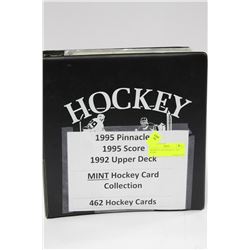 HOCKEY
1995 Pinnacle
1995 Score
1992 Upper Deck
MINT Hockey Card
Collection
462 Hockey Cards